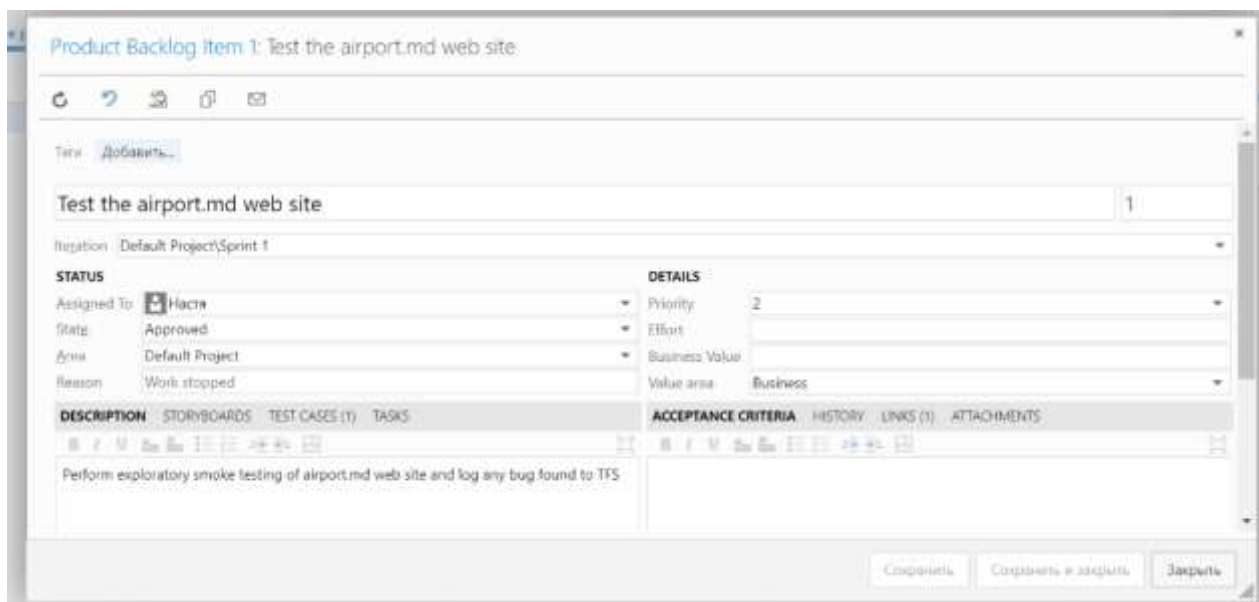 Product Backlog Item 1: Test the airport.md web site
Теги Добавить...
Test the airport.md web site 1
Iteration Default Project\Sprint 1
STATUS DETAILS
Assigned To Настя Priority 2
State Approved Effort
Area Default Project Business Value
Reason Work stopped Value area Business
DESCRIPTION STORYBOARDS TEST CASES (1) TASKS ACCEPTANCE CRITERIA HISTORY LINKS (1) ATTACHMENTS
Perform exploratory smoke testing of airport.md web site and log any bug found to TFS
Сохранить Сохранить и закрыть Закрыть